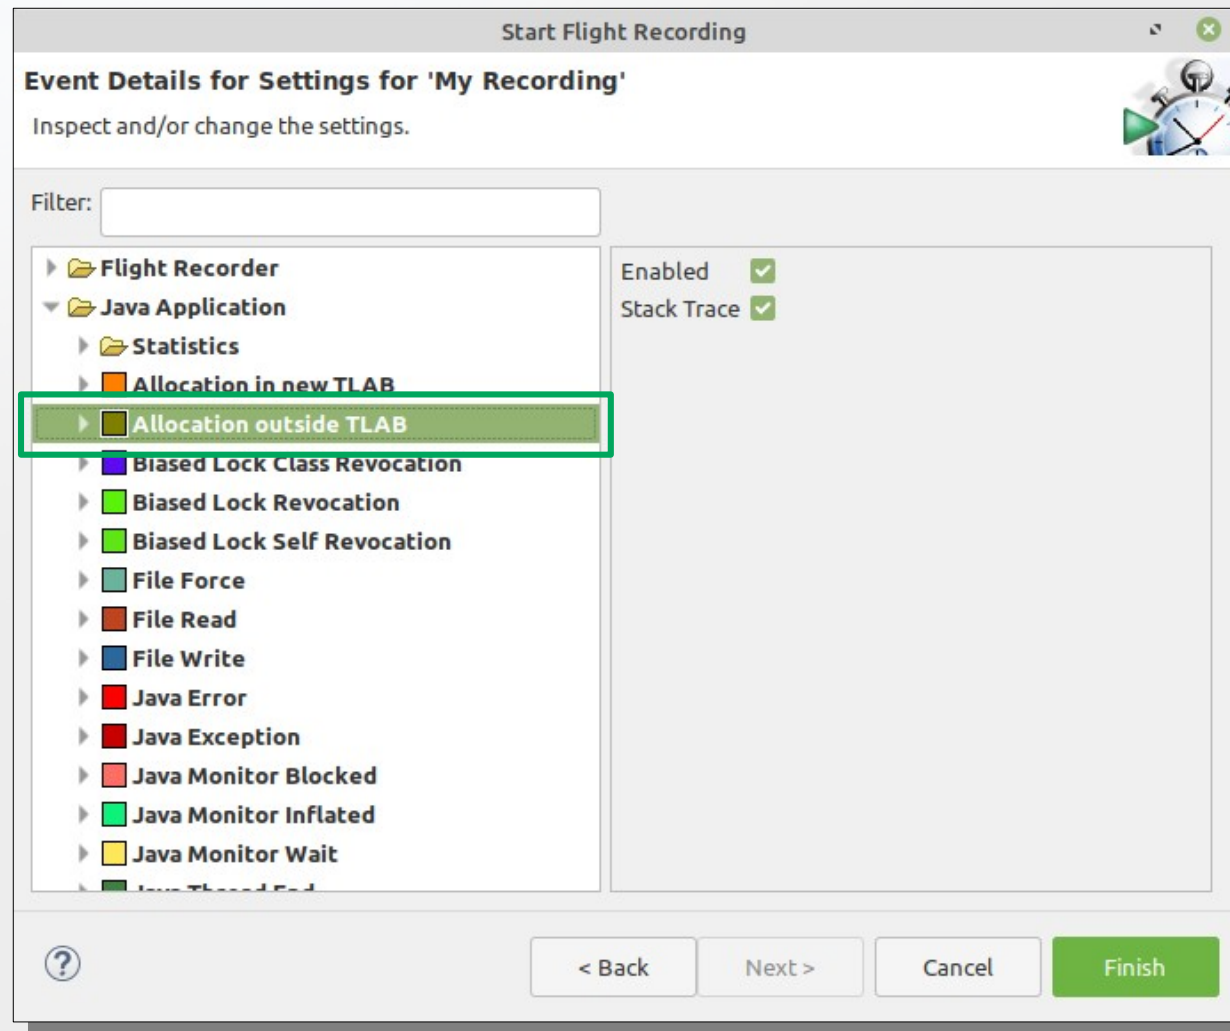 Start Flight Recording
Event Details for Settings for 'My Recording'
Inspect and/or change the settings.
Filter:
Flight Recorder
Java Application
Statistics
Allocation in new TLAB
Allocation outside TLAB
Biased Lock Class Revocation
Biased Lock Revocation
Biased Lock Self Revocation
File Force
File Read
File Write
Java Error
Java Exception
Java Monitor Blocked
Java Monitor Inflated
Java Monitor Wait
Java Thread End
Enabled
Stack Trace
?
< Back
Next >
Cancel
Finish